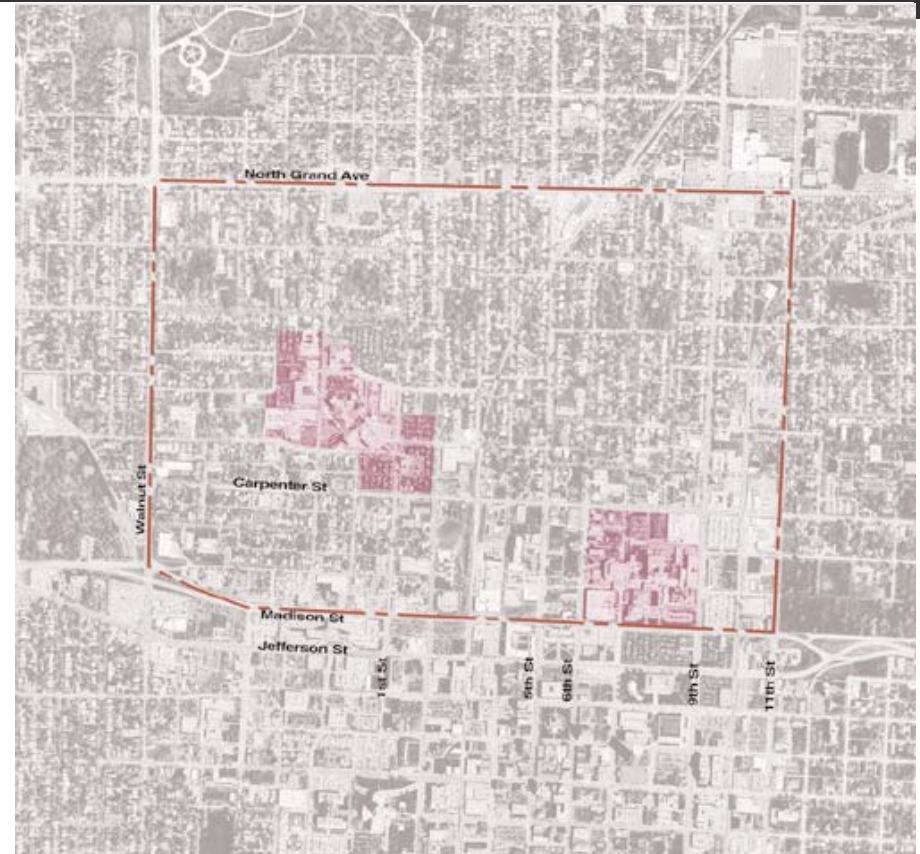 North Grand Ave
Walnut St
Carpenter St
Madison St
Jefferson St
1st St
5th St
6th St
9th St
11th St